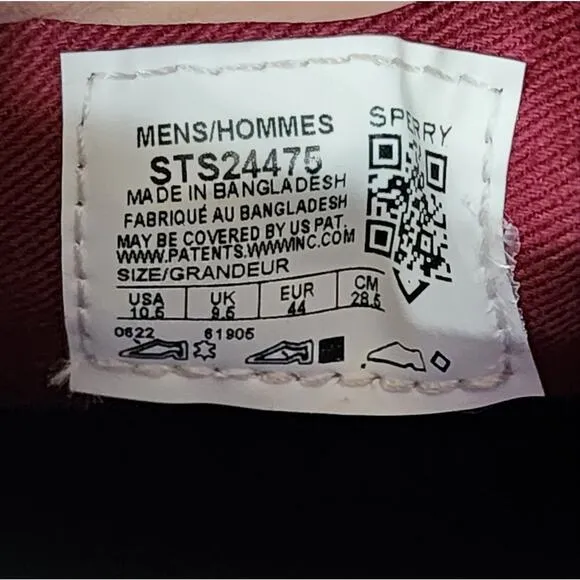 MENS/HOMMES
SPERRY
STS24475
MADE IN BANGLADESH
FABRIQUÉ AU BANGLADESH
MAY BE COVERED BY US PAT.
WWW.PATENTS.WWWINC.COM
SIZE/GRANDEUR
USA UK EUR CM
10.5 9.5 44 28.5
0622 61905